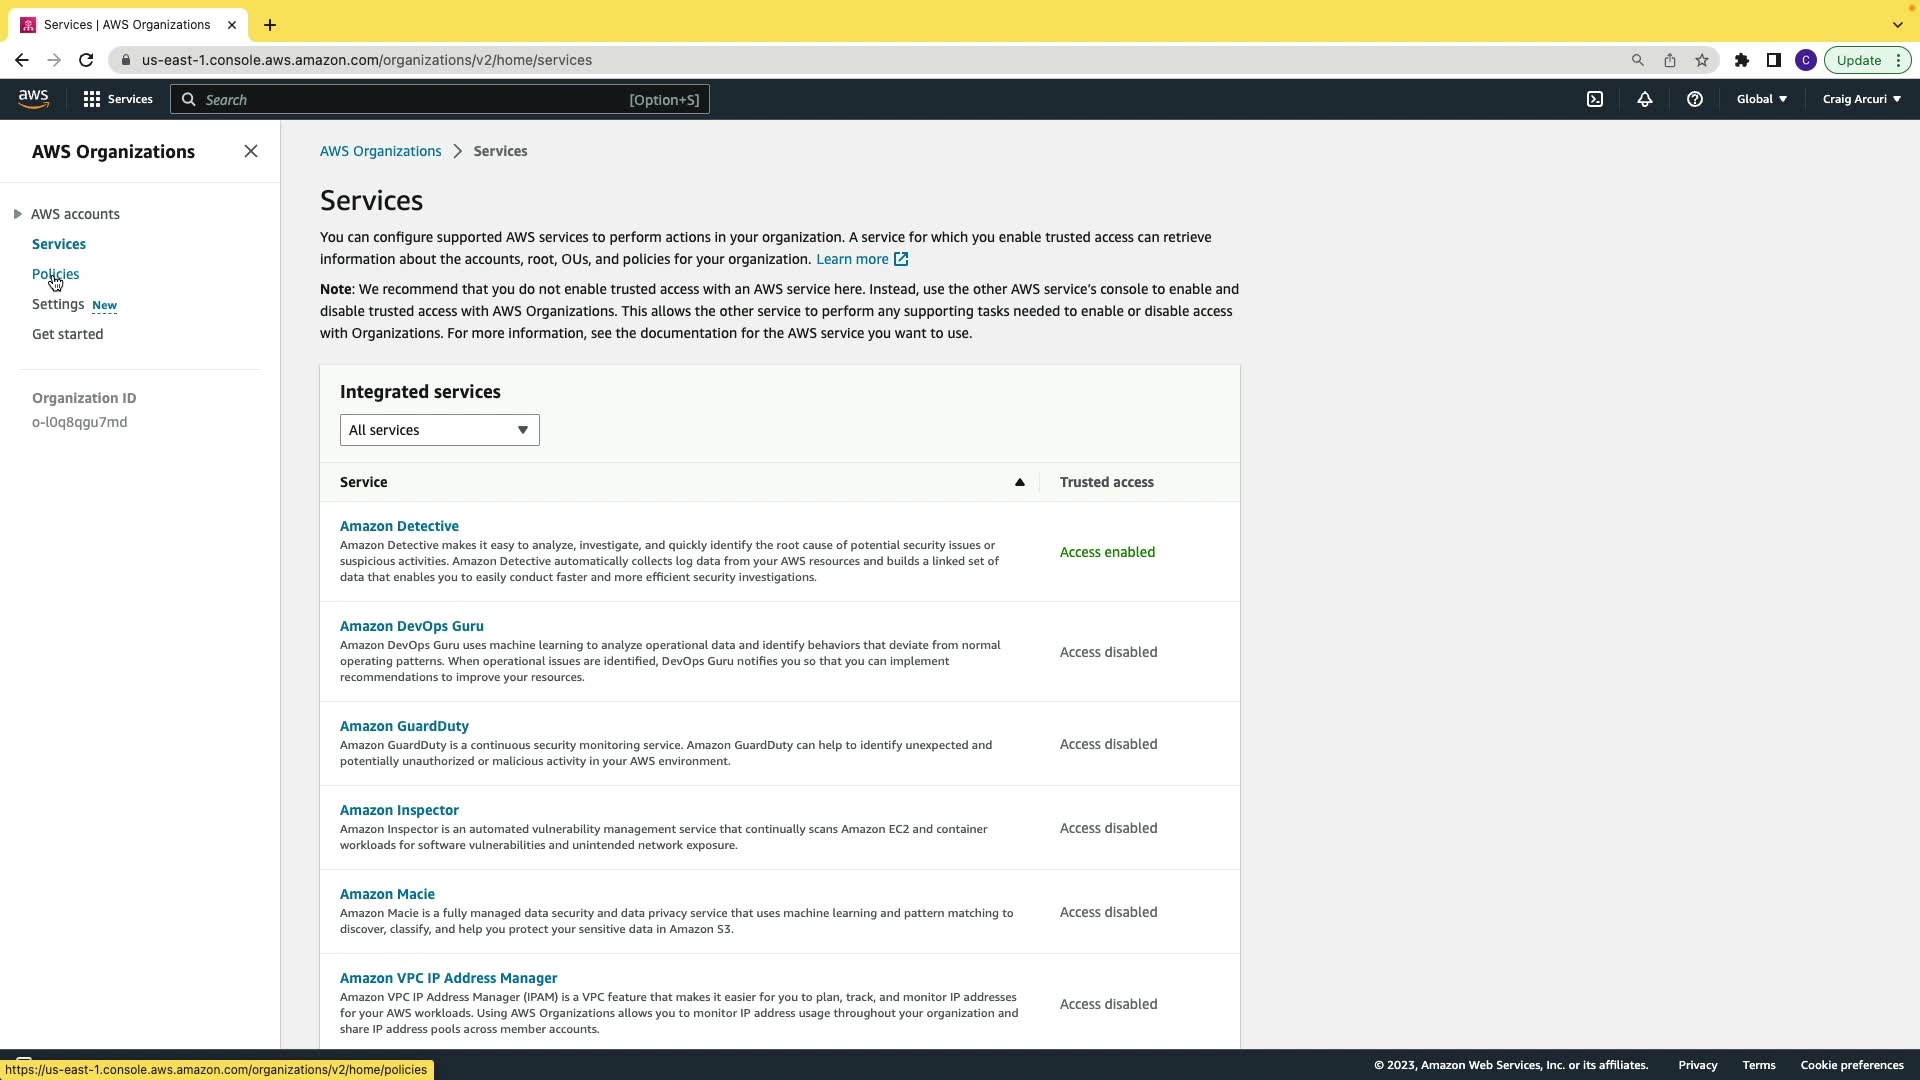 Services | AWS Organizations
us-east-1.console.aws.amazon.com/organizations/v2/home/services
C
Update
aws
Services
Search
[Option+S]
Global
Craig Arcuri
AWS Organizations
AWS accounts
Services
Policies
Settings New
Get started
Organization ID
o-l0q8qgu7md
AWS Organizations > Services
Services
You can configure supported AWS services to perform actions in your organization. A service for which you enable trusted access can retrieve
information about the accounts, root, OUs, and policies for your organization. Learn more
Note: We recommend that you do not enable trusted access with an AWS service here. Instead, use the other AWS service's console to enable and
disable trusted access with AWS Organizations. This allows the other service to perform any supporting tasks needed to enable or disable access
with Organizations. For more information, see the documentation for the AWS service you want to use.
Integrated services
All services
Service
Trusted access
Amazon Detective
Amazon Detective makes it easy to analyze, investigate, and quickly identify the root cause of potential security issues or
suspicious activities. Amazon Detective automatically collects log data from your AWS resources and builds a linked set of
data that enables you to easily conduct faster and more efficient security investigations.
Access enabled
Amazon DevOps Guru
Amazon DevOps Guru uses machine learning to analyze operational data and identify behaviors that deviate from normal
operating patterns. When operational issues are identified, DevOps Guru notifies you so that you can implement
recommendations to improve your resources.
Access disabled
Amazon GuardDuty
Amazon GuardDuty is a continuous security monitoring service. Amazon GuardDuty can help to identify unexpected and
potentially unauthorized or malicious activity in your AWS environment.
Access disabled
Amazon Inspector
Amazon Inspector is an automated vulnerability management service that continually scans Amazon EC2 and container
workloads for software vulnerabilities and unintended network exposure.
Access disabled
Amazon Macie
Amazon Macie is a fully managed data security and data privacy service that uses machine learning and pattern matching to
discover, classify, and help you protect your sensitive data in Amazon S3.
Access disabled
Amazon VPC IP Address Manager
Amazon VPC IP Address Manager (IPAM) is a VPC feature that makes it easier for you to plan, track, and monitor IP addresses
for your AWS workloads. Using AWS Organizations allows you to monitor IP address usage throughout your organization and
share IP address pools across member accounts.
Access disabled
© 2023, Amazon Web Services, Inc. or its affiliates.
Privacy
Terms
Cookie preferences
https://us-east-1.console.aws.amazon.com/organizations/v2/home/policies